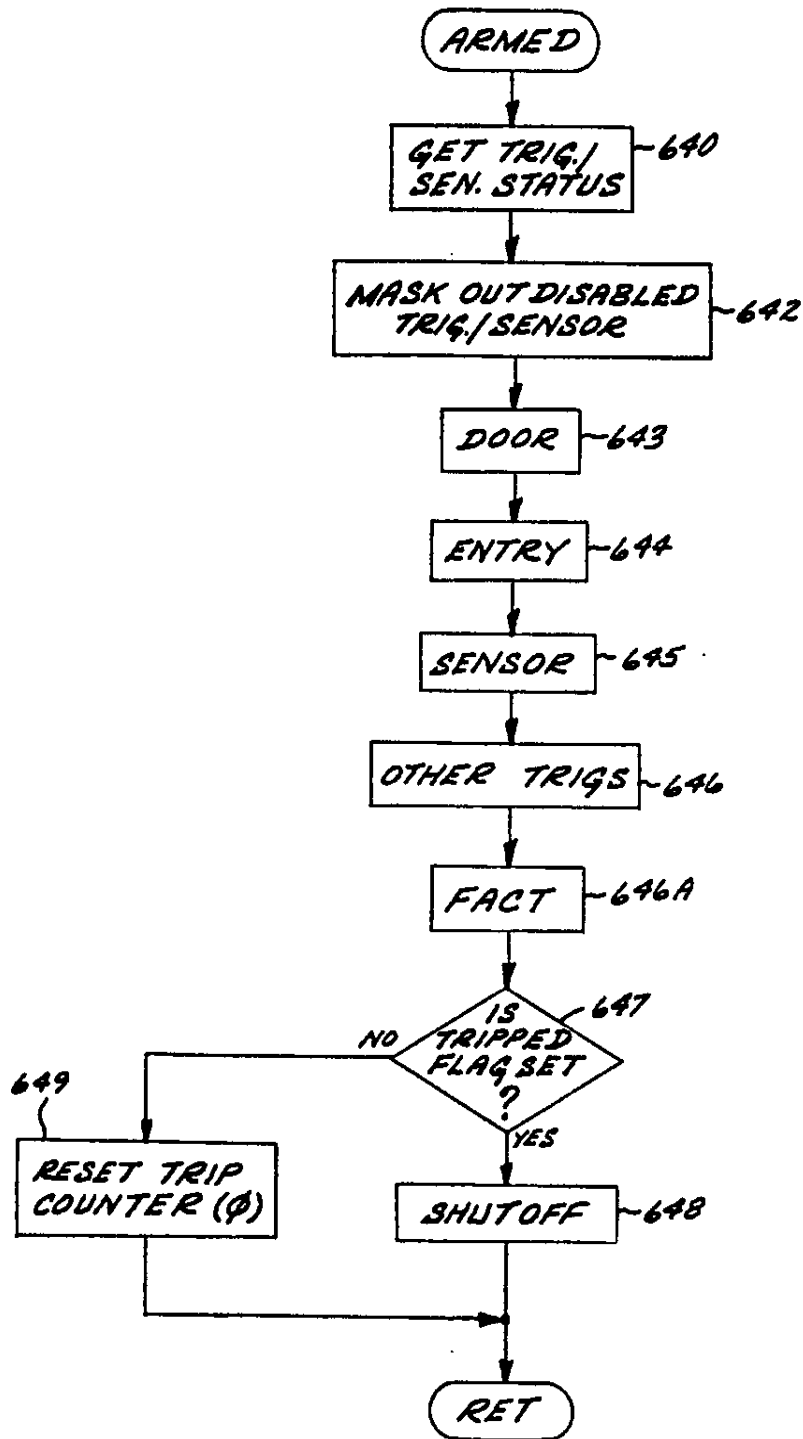 ARMED
GET TRIG./
SEN. STATUS
640
MASK OUT DISABLED
TRIG./SENSOR
642
DOOR
643
ENTRY
644
SENSOR
645
OTHER TRIGS
646
FACT
646A
IS
TRIPPED
FLAG SET
?
647
NO
YES
649
RESET TRIP
COUNTER (φ)
SHUTOFF
648
RET